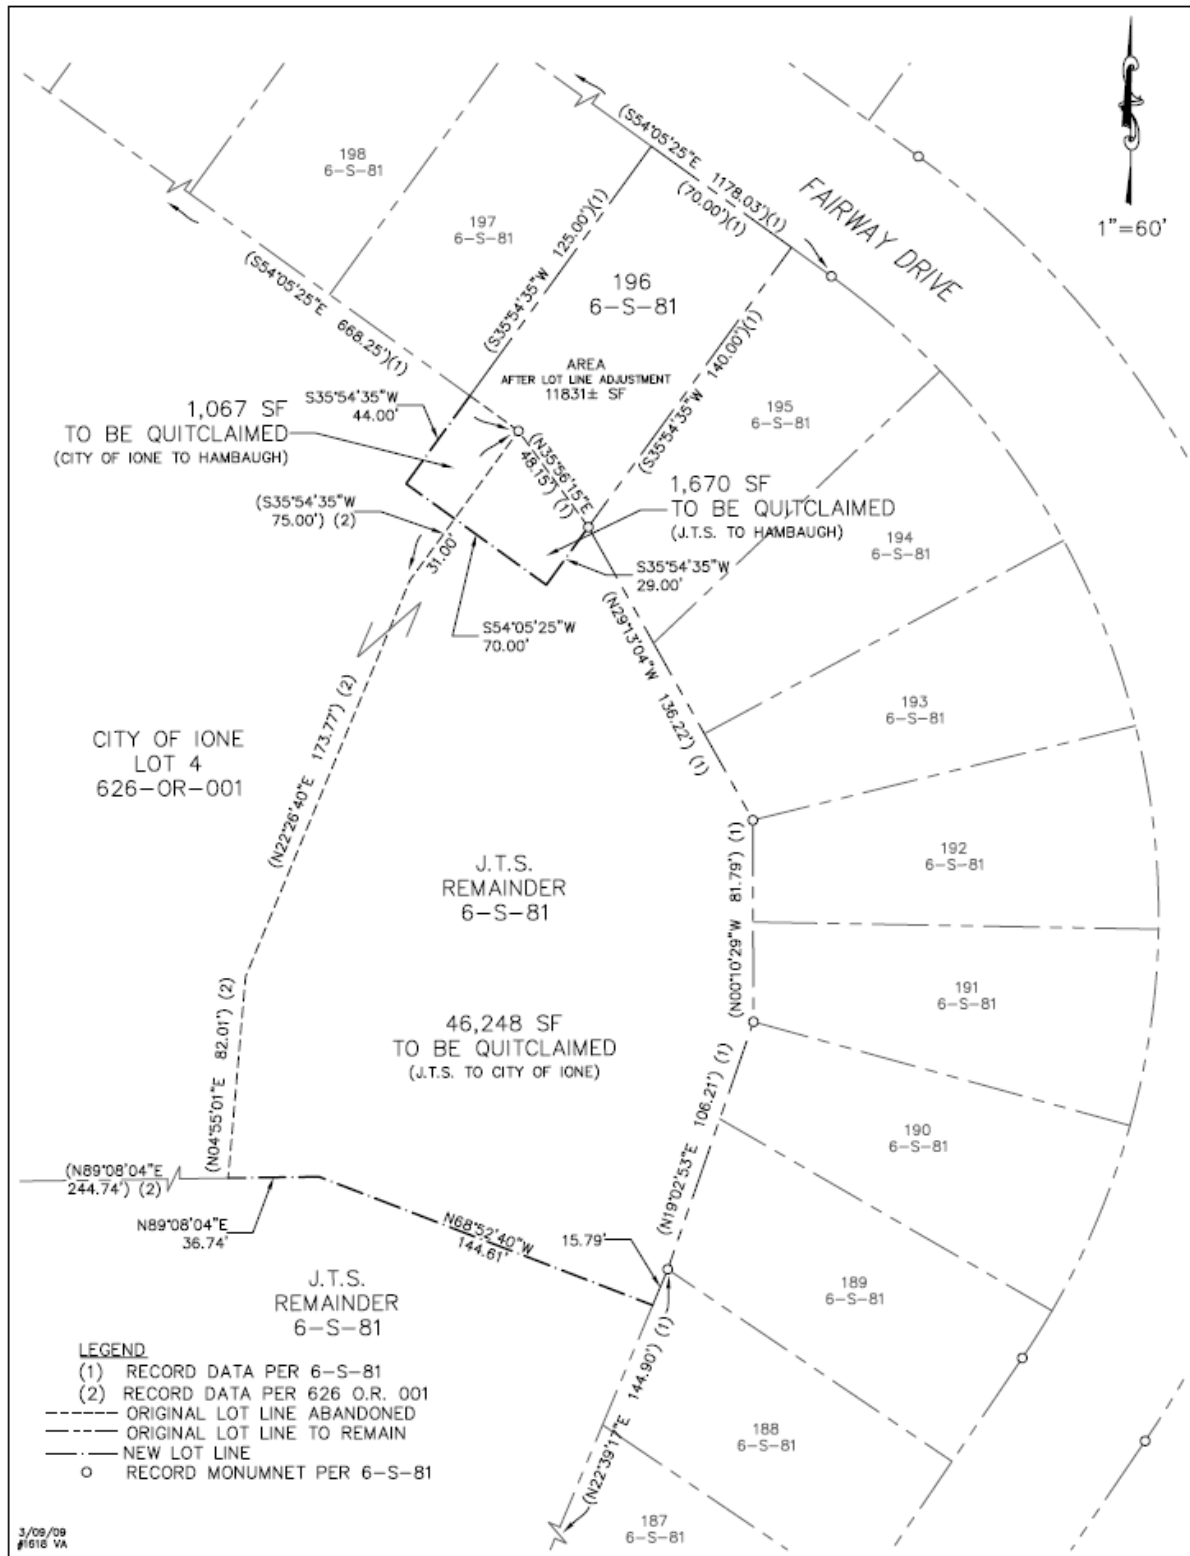 1"=60'
FAIRWAY DRIVE
(S54°05'25"E 1178.03')(1)
(70.00')(1)
198
6-S-81
197
6-S-81
(S35°54'35"W 125.00')(1)
196
6-S-81
(S54°05'25"E 668.25')(1)
AREA
AFTER LOT LINE ADJUSTMENT
11831± SF
(S35°54'35"W 140.00')(1)
195
6-S-81
S35°54'35"W
44.00'
1,067 SF
TO BE QUITCLAIMED
(CITY OF IONE TO HAMBAUGH)
(N35°56'15"E
48.15') (1)
1,670 SF
TO BE QUITCLAIMED
(J.T.S. TO HAMBAUGH)
(S35°54'35"W
75.00') (2)
31.00'
194
6-S-81
S35°54'35"W
29.00'
S54°05'25"W
70.00'
(N29°13'04"W 136.22') (1)
193
6-S-81
(N22°26'40"E 173.77') (2)
CITY OF IONE
LOT 4
626-OR-001
J.T.S.
REMAINDER
6-S-81
(N00°10'29"W 81.79') (1)
192
6-S-81
191
6-S-81
46,248 SF
TO BE QUITCLAIMED
(J.T.S. TO CITY OF IONE)
(N04°55'01"E 82.01') (2)
(N19°02'53"E 106.21') (1)
190
6-S-81
(N89°08'04"E
244.74') (2)
N89°08'04"E
36.74'
N68°52'40"W
144.61'
15.79'
189
6-S-81
J.T.S.
REMAINDER
6-S-81
(N22°39'17"E 144.90') (1)
188
6-S-81
187
6-S-81
LEGEND
(1) RECORD DATA PER 6-S-81
(2) RECORD DATA PER 626 O.R. 001
ORIGINAL LOT LINE ABANDONED
ORIGINAL LOT LINE TO REMAIN
NEW LOT LINE
RECORD MONUMNET PER 6-S-81
3/09/09
#1618 VA